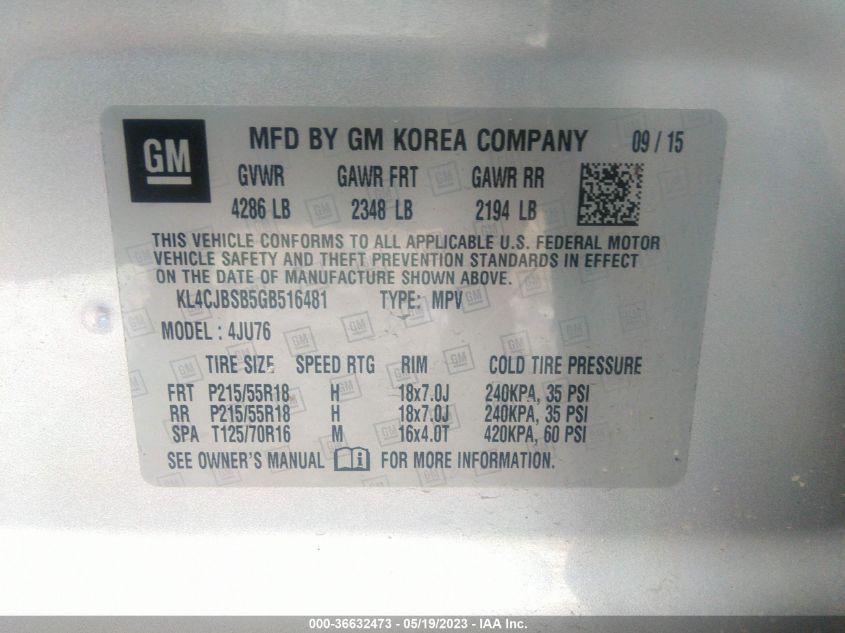 GM
MFD BY GM KOREA COMPANY 09 / 15
GVWR GAWR FRT GAWR RR
4286 LB 2348 LB 2194 LB
THIS VEHICLE CONFORMS TO ALL APPLICABLE U.S. FEDERAL MOTOR
VEHICLE SAFETY AND THEFT PREVENTION STANDARDS IN EFFECT
ON THE DATE OF MANUFACTURE SHOWN ABOVE.
KL4CJBSB5GB516481 TYPE: MPV
MODEL : 4JU76
TIRE SIZE SPEED RTG RIM COLD TIRE PRESSURE
FRT P215/55R18 H 18x7.0J 240KPA, 35 PSI
RR P215/55R18 H 18x7.0J 240KPA, 35 PSI
SPA T125/70R16 M 16x4.0T 420KPA, 60 PSI
SEE OWNER'S MANUAL FOR MORE INFORMATION.
000-36632473 - 05/19/2023 - IAA Inc.